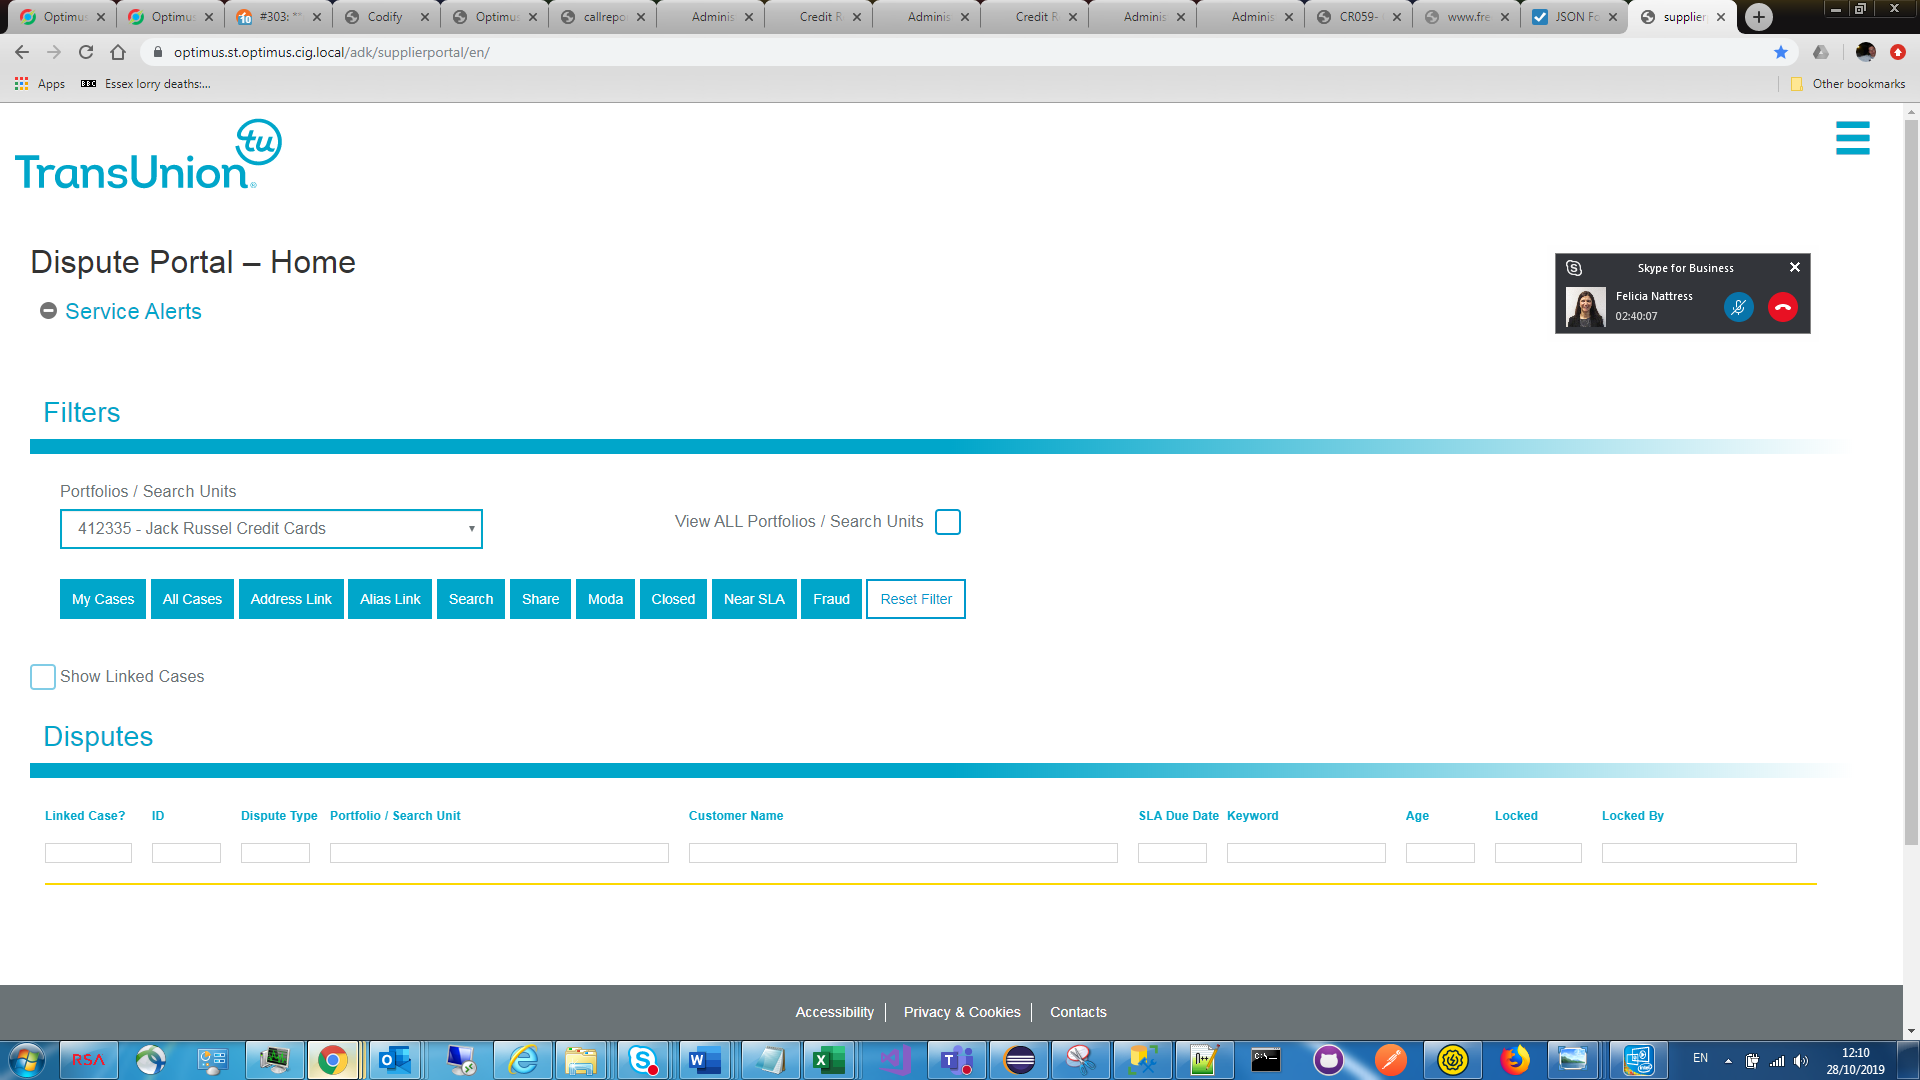 Optimus Optimus #303: ** Codify Optimus callrepo Adminis Credit R Adminis Credit R Adminis Adminis CR059- www.fre JSON Fo supplier
optimus.st.optimus.cig.local/adk/supplierportal/en/
Apps BBC Essex lorry deaths:... Other bookmarks
tu
TransUnion®
Dispute Portal – Home
Service Alerts
Skype for Business
Felicia Nattress
02:40:07
Filters
Portfolios / Search Units
412335 - Jack Russel Credit Cards
View ALL Portfolios / Search Units
My Cases All Cases Address Link Alias Link Search Share Moda Closed Near SLA Fraud Reset Filter
Show Linked Cases
Disputes
Linked Case? ID Dispute Type Portfolio / Search Unit Customer Name SLA Due Date Keyword Age Locked Locked By
Accessibility Privacy & Cookies Contacts
RSA
EN
12:10
28/10/2019